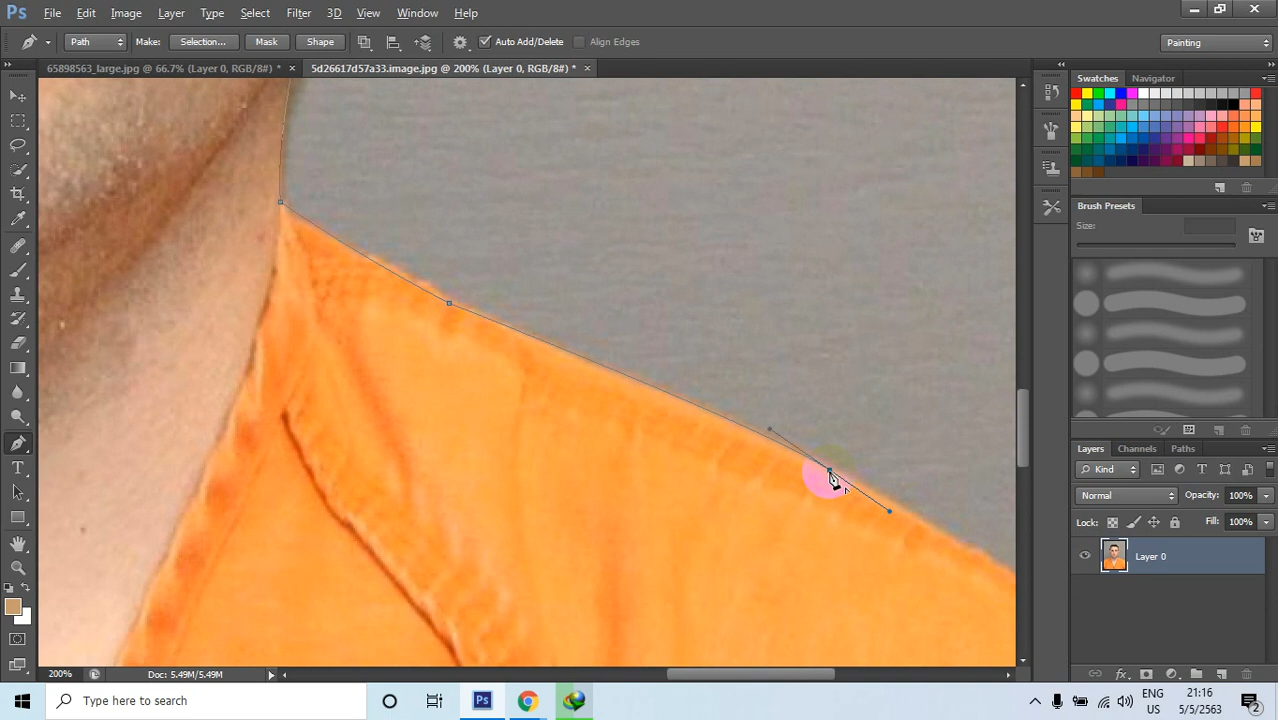 Ps File Edit Image Layer Type Select Filter 3D View Window Help
Path Make: Selection... Mask Shape Auto Add/Delete Align Edges Painting
65898563_large.jpg @ 66.7% (Layer 0, RGB/8#) * × 5d26617d57a33.image.jpg @ 200% (Layer 0, RGB/8#) * ×
Swatches Navigator
Brush Presets
Size:
Layers Channels Paths
Kind
Normal Opacity: 100%
Lock: Fill: 100%
Layer 0
200% Doc: 5.49M/5.49M
Type here to search
ENG 21:16
US 5/5/2563
2